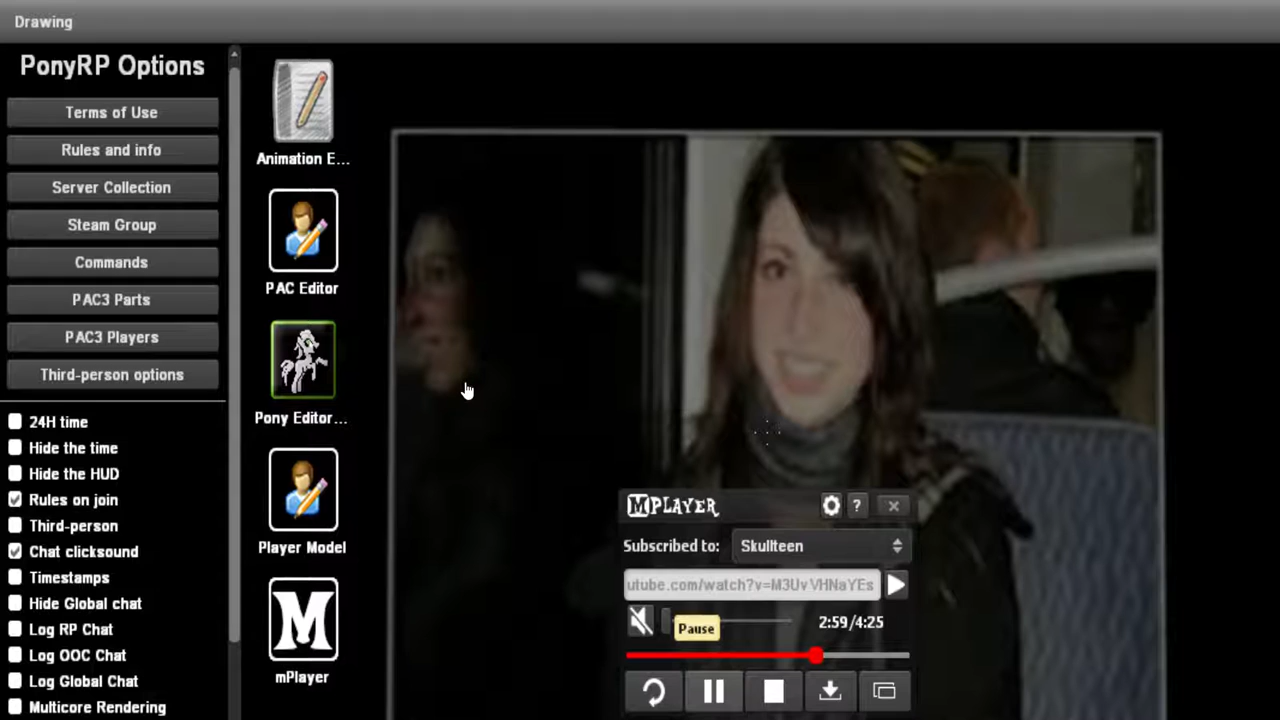 Drawing
PonyRP Options
Terms of Use
Rules and info
Server Collection
Steam Group
Commands
PAC3 Parts
PAC3 Players
Third-person options
24H time
Hide the time
Hide the HUD
Rules on join
Third-person
Chat clicksound
Timestamps
Hide Global chat
Log RP Chat
Log OOC Chat
Log Global Chat
Multicore Rendering
Animation E...
PAC Editor
Pony Editor...
Player Model
M
mPlayer
MPLAYER
?
Subscribed to: Skullteen
utube.com/watch?v=M3UvVHNaYEs
Pause
2:59/4:25